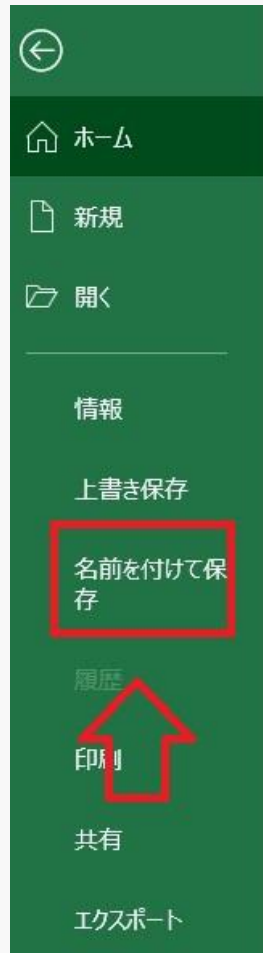 ホーム
新規
開く
情報
上書き保存
名前を付けて保
存
履歴
印刷
共有
エクスポート